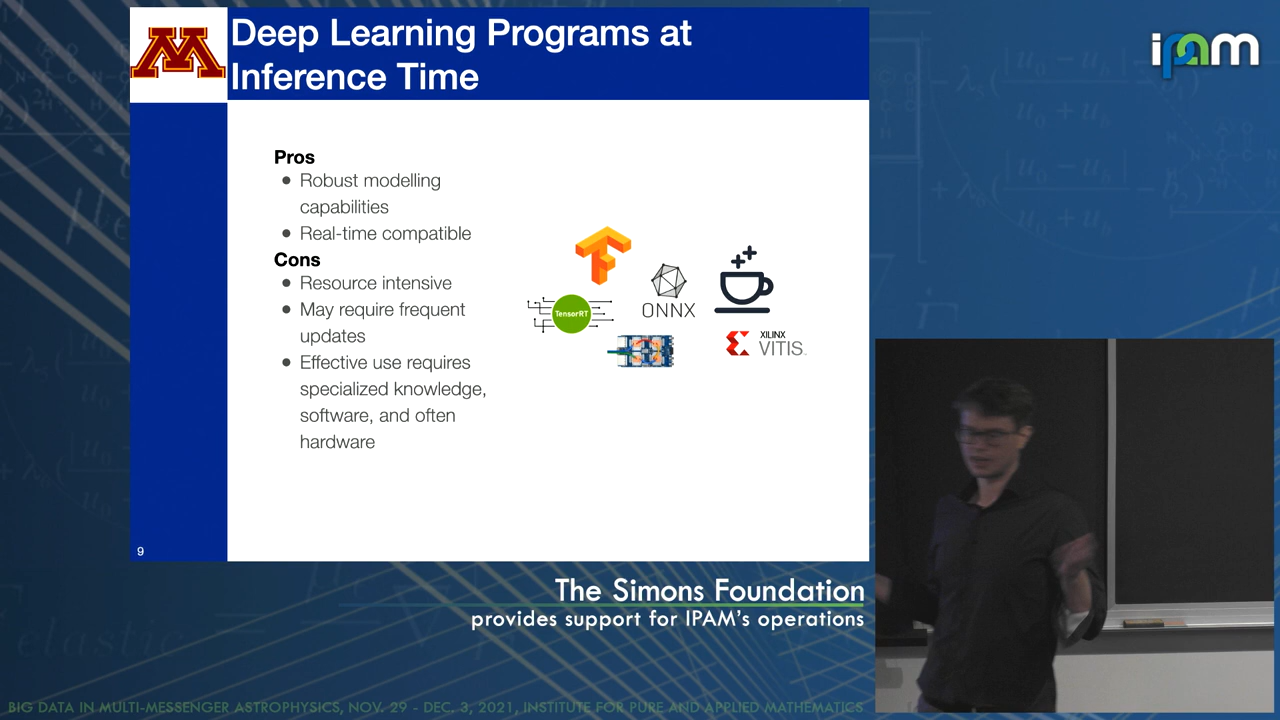 Deep Learning Programs at
Inference Time
ipam
Pros
● Robust modelling
capabilities
● Real-time compatible
Cons
● Resource intensive
● May require frequent
updates
● Effective use requires
specialized knowledge,
software, and often
hardware
TensorRT
ONNX
XILINX
VITIS
9
The Simons Foundation
provides support for IPAM's operations
elastic
BIG DATA IN MULTI-MESSENGER ASTROPHYSICS, NOV. 29 - DEC. 3, 2021, INSTITUTE FOR PURE AND APPLIED MATHEMATICS